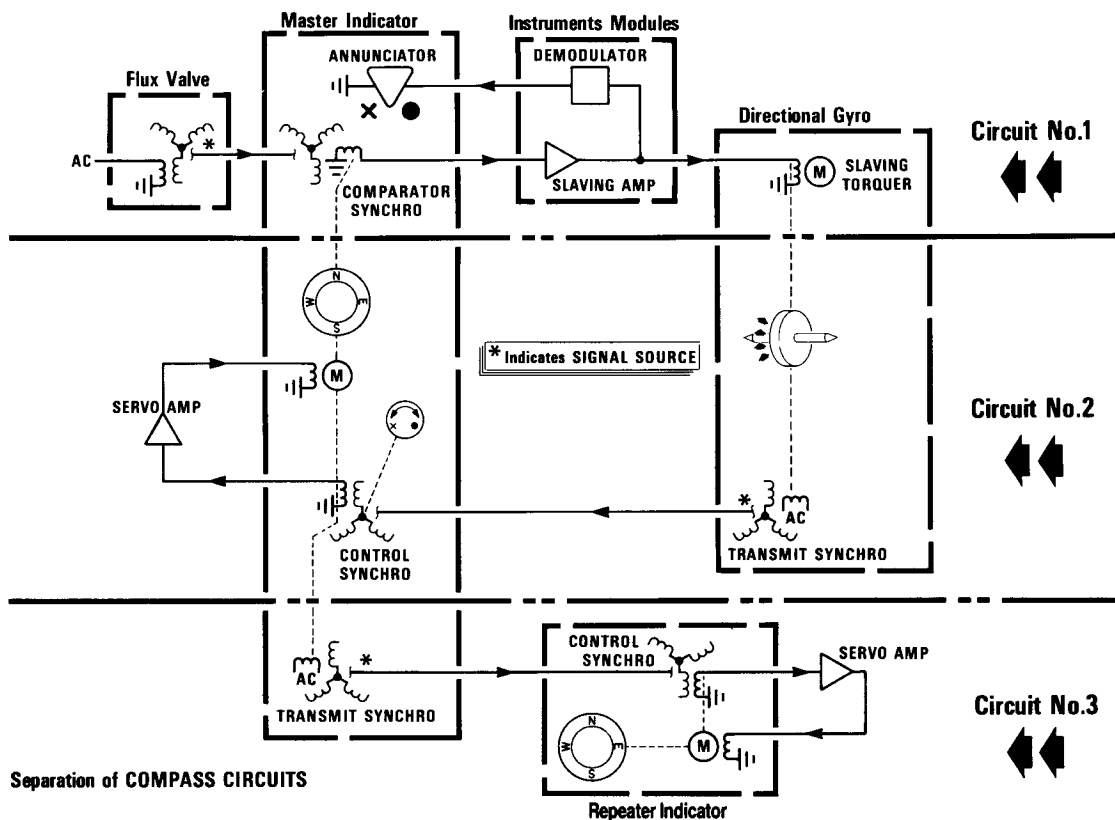 Master Indicator
Instruments Modules
ANNUNCIATOR
DEMODULATOR
Flux Valve
Directional Gyro
Circuit No.1
AC
*
M
SLAVING
TORQUER
COMPARATOR
SYNCHRO
SLAVING AMP
N
W
E
S
* Indicates SIGNAL SOURCE
M
SERVO AMP
Circuit No.2
*
AC
CONTROL
SYNCHRO
TRANSMIT SYNCHRO
CONTROL
SYNCHRO
SERVO AMP
*
AC
TRANSMIT SYNCHRO
Circuit No.3
N
W
E
S
M
Separation of COMPASS CIRCUITS
Repeater Indicator